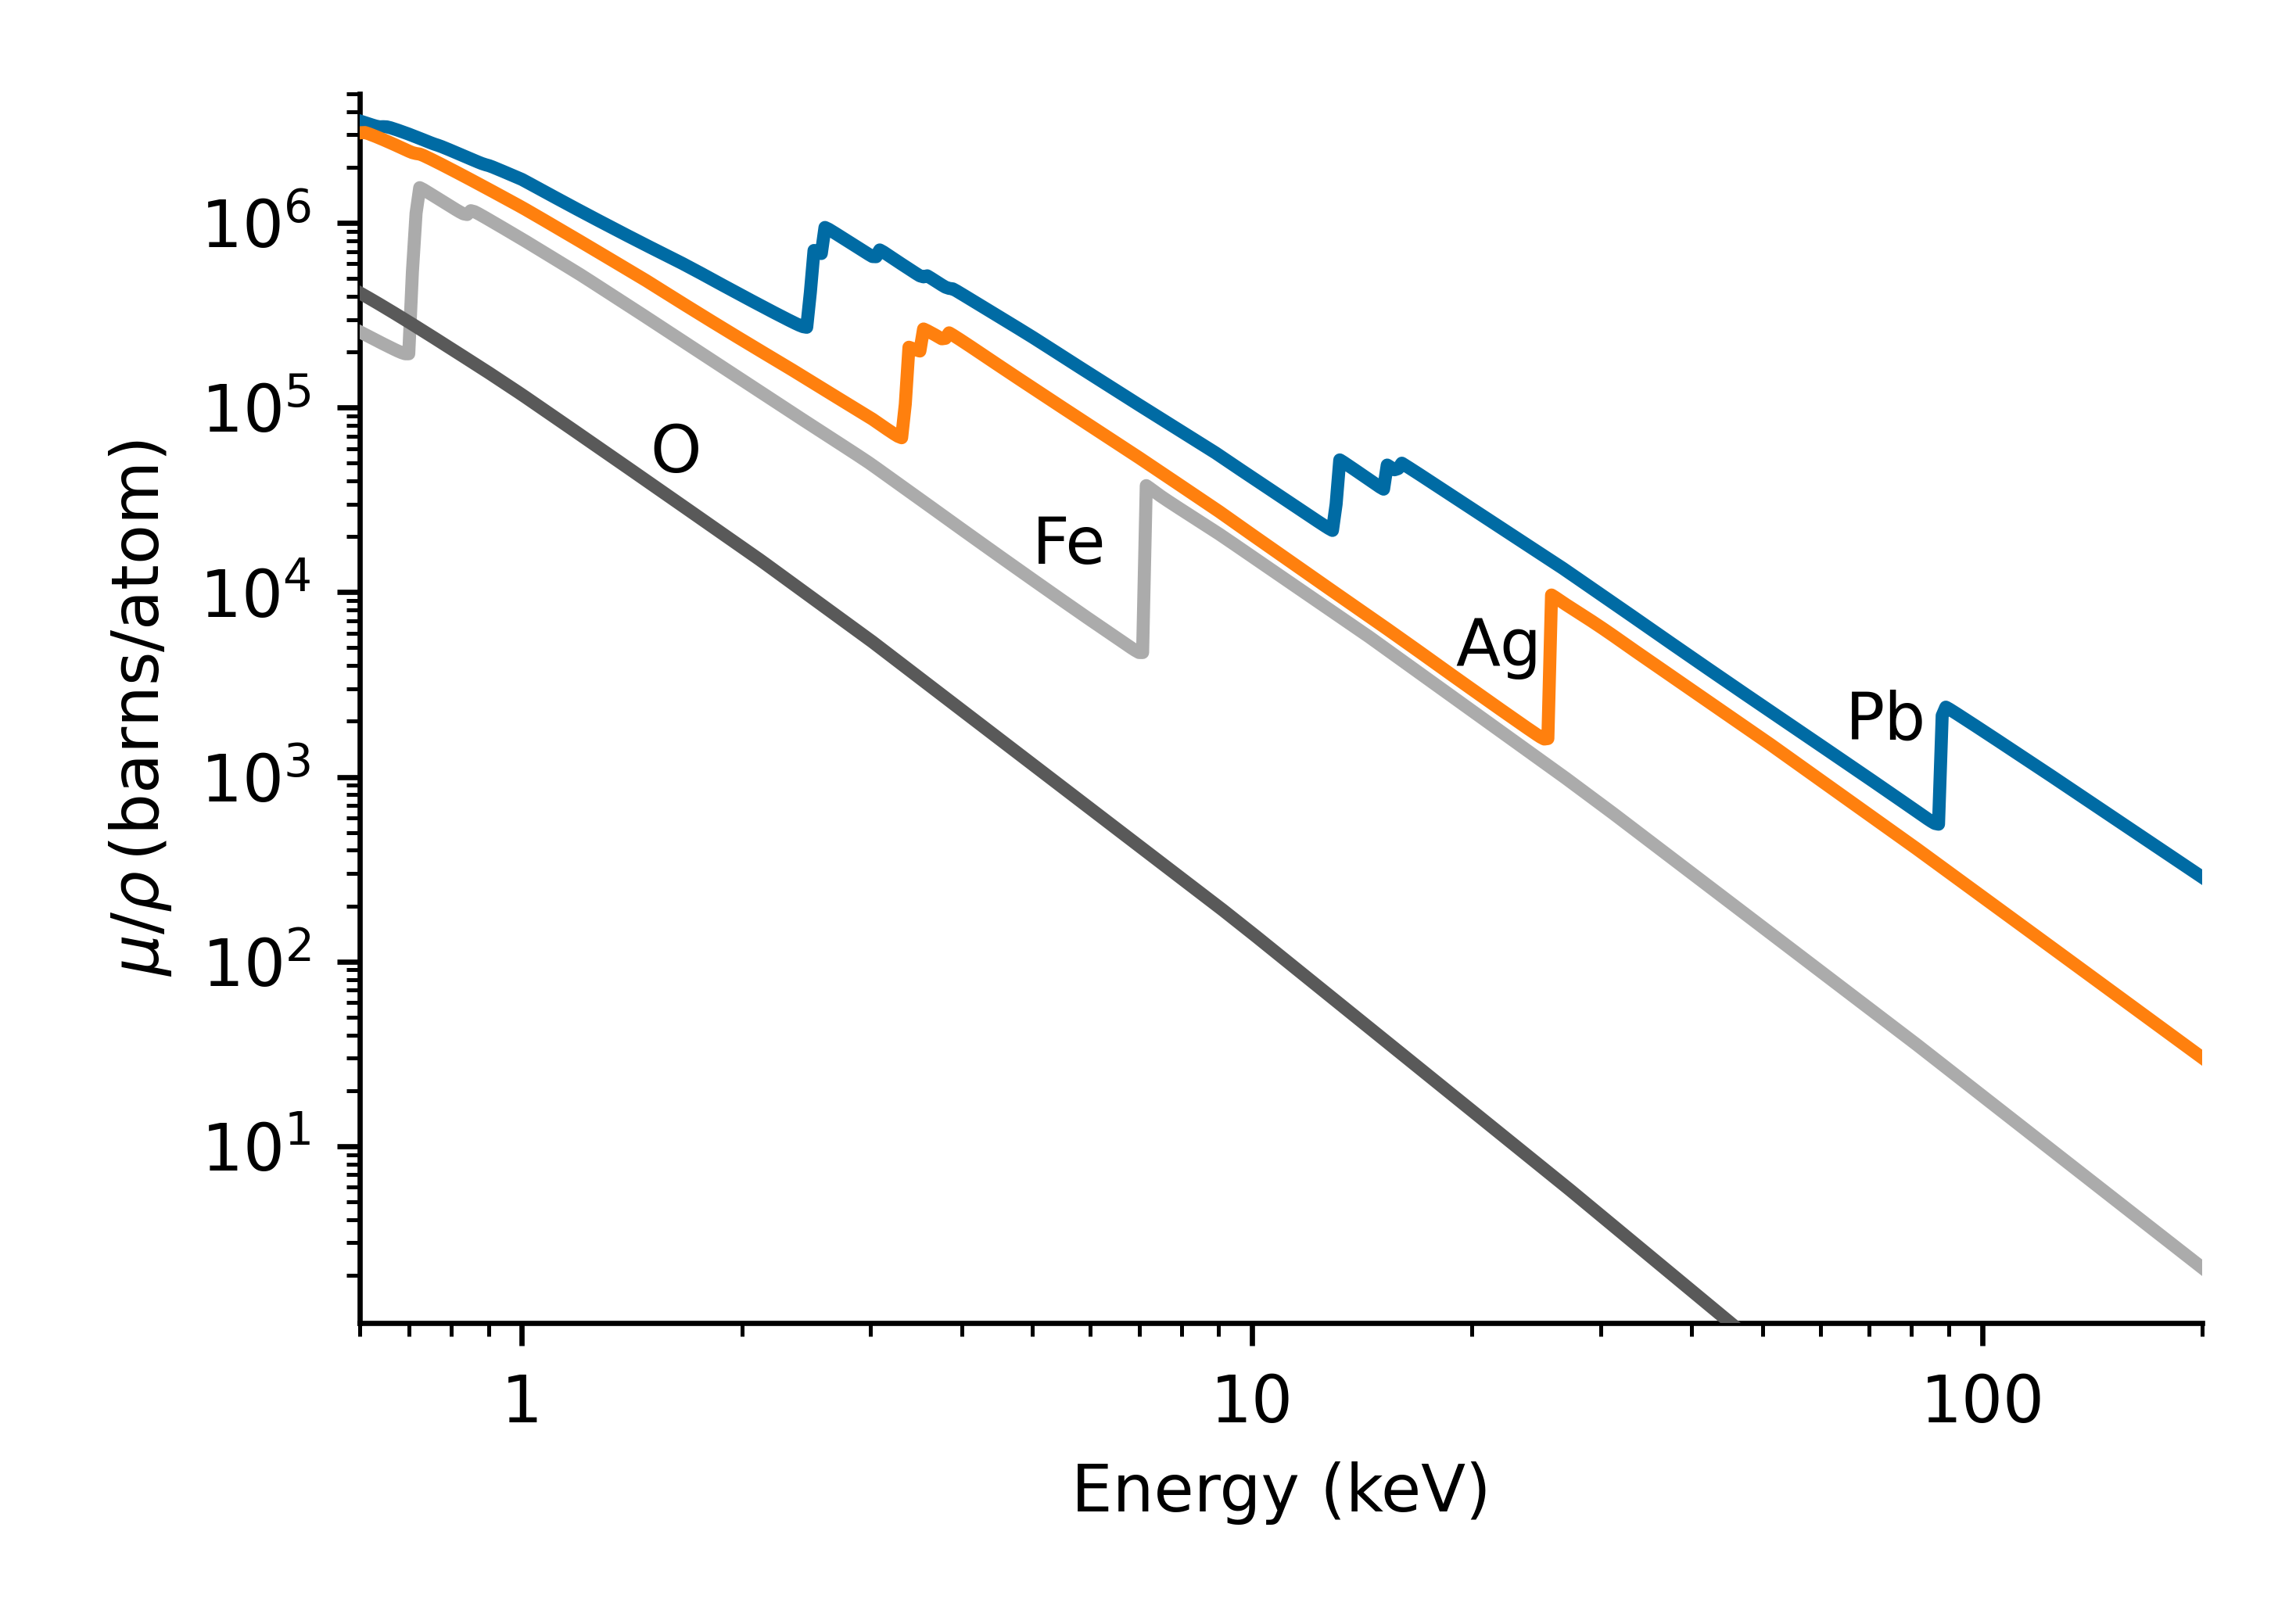 10⁶
10⁵
10⁴
10³
10²
10¹
μ/ρ (barns/atom)
O
Fe
Ag
Pb
1
10
100
Energy (keV)